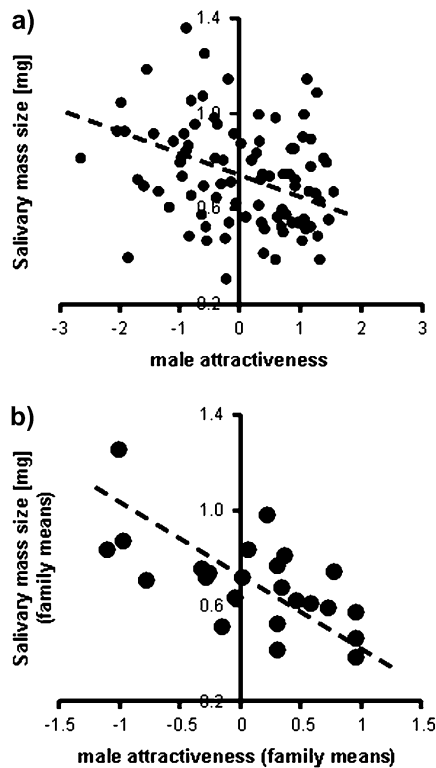 a)
Salivary mass size [mg]
1.4
1.0
0.6
0.2
-3 -2 -1 0 1 2 3
male attractiveness
b)
Salivary mass size [mg]
(family means)
1.4
1.0
0.6
0.2
-1.5 -1 -0.5 0 0.5 1 1.5
male attractiveness (family means)